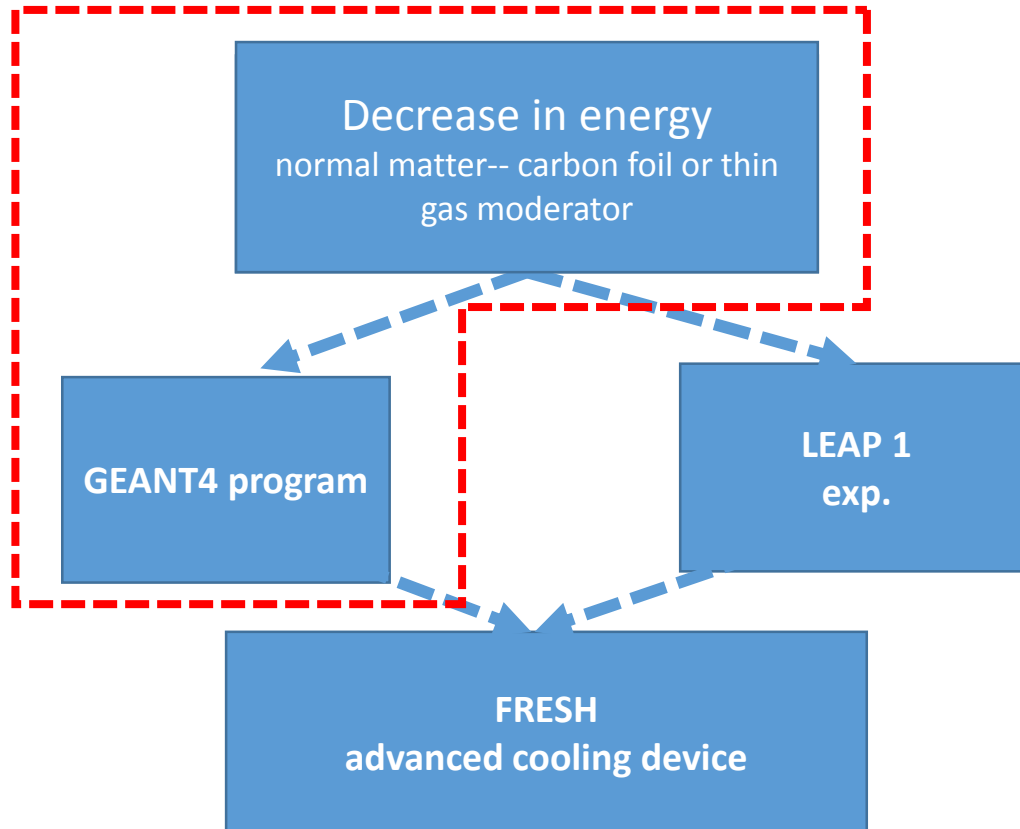 Decrease in energy
normal matter-- carbon foil or thin
gas moderator
GEANT4 program
LEAP 1
exp.
FRESH
advanced cooling device